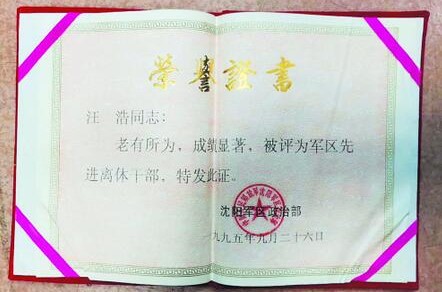 荣誉證書
汪 浩同志:
老有所为,成绩显著,被评为军区先
进离休干部,特发此证。
沈阳军区政治部
一九九五年九月二十六日